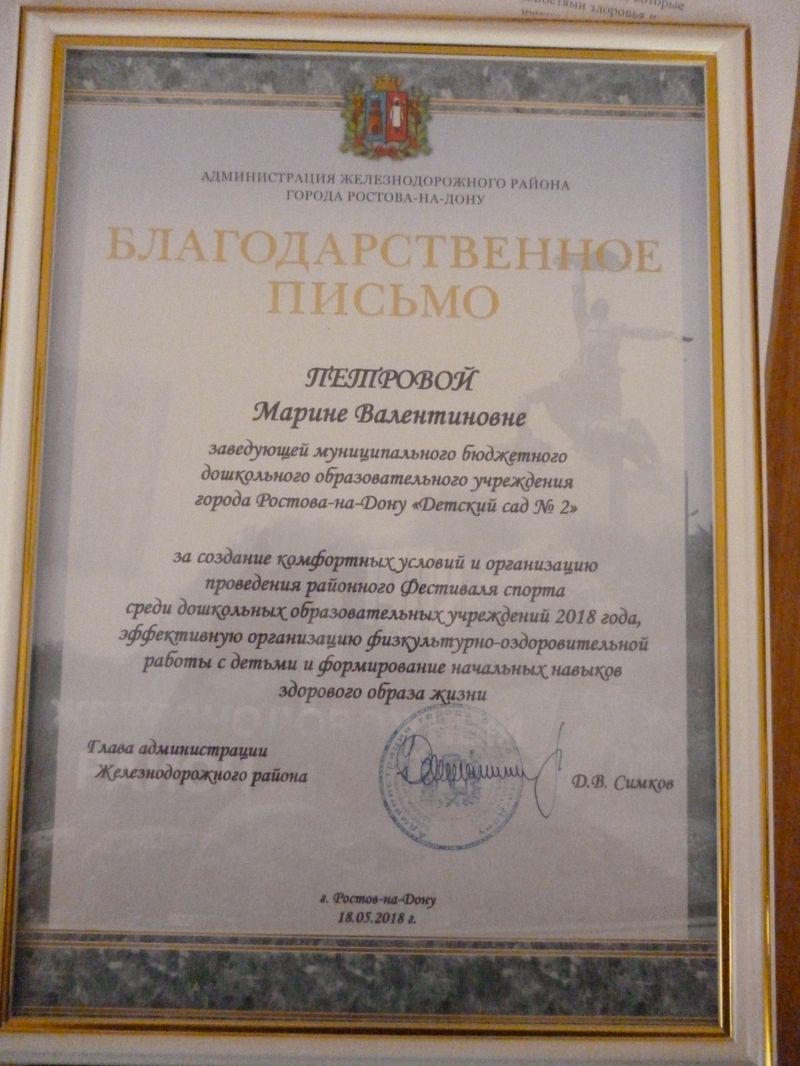 которые
здоровья и
АДМИНИСТРАЦИЯ ЖЕЛЕЗНОДОРОЖНОГО РАЙОНА
ГОРОДА РОСТОВА-НА-ДОНУ
БЛАГОДАРСТВЕННОЕ
ПИСЬМО
ПЕТРОВОЙ
Марине Валентиновне
заведующей муниципального бюджетного
дошкольного образовательного учреждения
города Ростова-на-Дону «Детский сад № 2»
за создание комфортных условий и организацию
проведения районного Фестиваля спорта
среди дошкольных образовательных учреждений 2018 года,
эффективную организацию физкультурно-оздоровительной
работы с детьми и формирование начальных навыков
здорового образа жизни
Глава администрации
Железнодорожного района
Д.В. Симков
г. Ростов-на-Дону
18.05.2018 г.